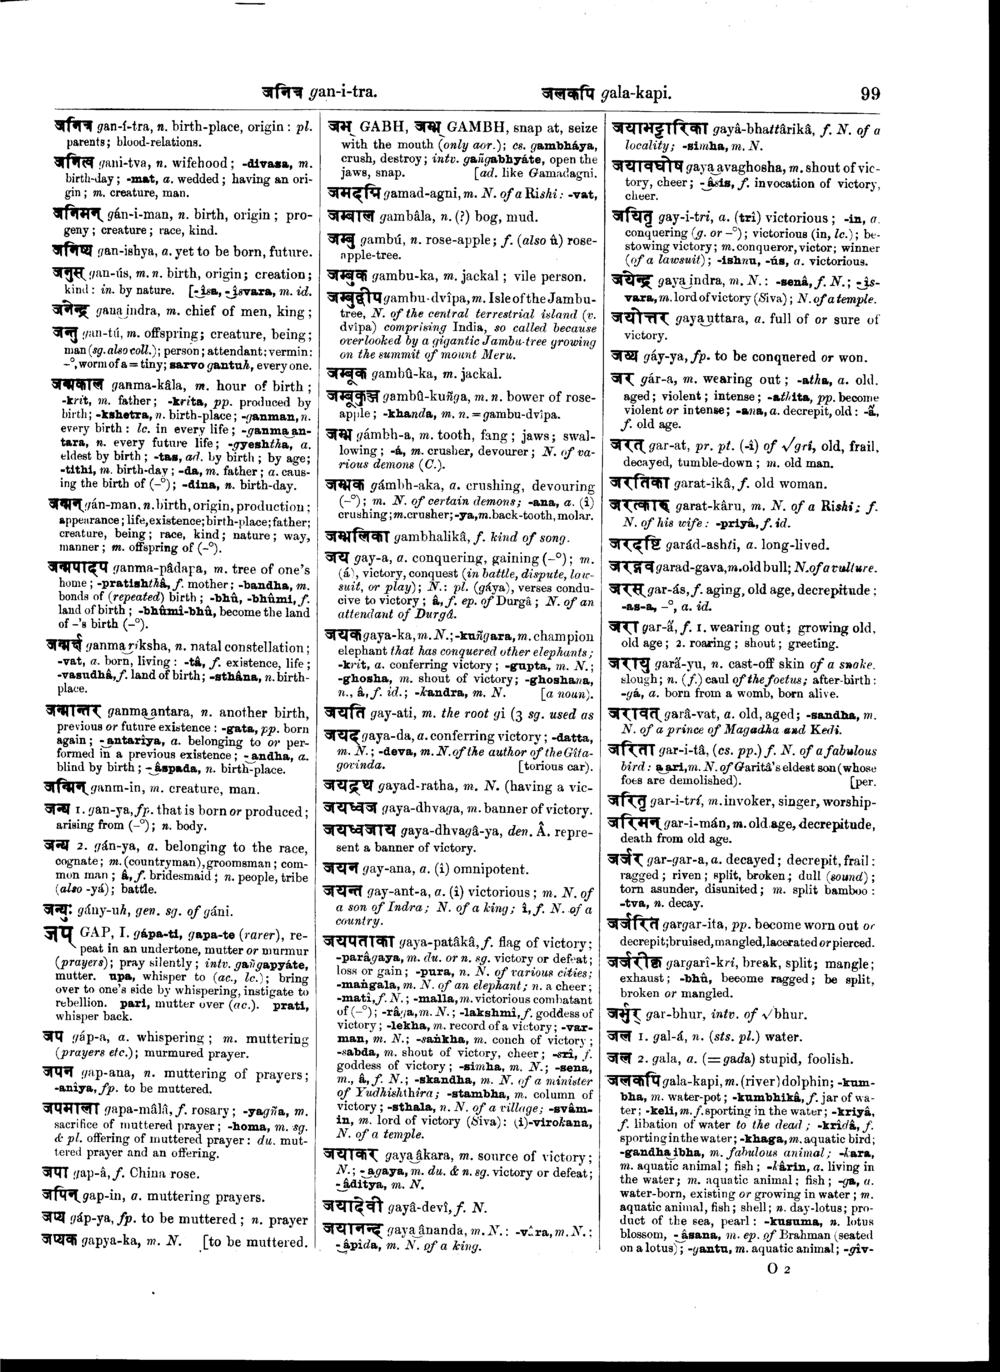 जनित्र gan-i-tra.
जलकपि gala-kapi.
99
जनित्र gan-í-tra, n. birth-place, origin : pl.
parents; blood-relations.
जनित्व gani-tva, n. wifehood; -divasa, m.
birth-day; -mat, a. wedded; having an ori-
gin; m. creature, man.
जनिमन् gán-i-man, n. birth, origin; pro-
geny; creature; race, kind.
जनिष्य gan-ishya, a. yet to be born, future.
जनुस् gan-ús, m. n. birth, origin; creation;
kind: in. by nature. [-̮îsa, -̮îsvara, m. id.
जनेन्द्र gana̮indra, m. chief of men, king;
जन्तु gan-tú, m. offspring; creature, being;
man (sg. also coll.); person; attendant: vermin:
-°, worm of a = tiny; sarvo gantuh, every one.
जन्मकाल ganma-kâla, m. hour of birth;
-krit, m. father; -krita, pp. produced by
birth; -kshetra, n. birth-place; -ganman, n.
every birth: lc. in every life; -ganma̮an-
tara, n. every future life; -gyeshtha, a.
eldest by birth; -tas, ad. by birth; by age;
-tithi, m. birth-day; -da, m. father; a. caus-
ing the birth of (-°); -dina, n. birth-day.
जन्मन् gán-man, n. birth, origin, production;
appearance; life, existence; birth-place; father;
creature, being; race, kind; nature; way,
manner; m. offspring of (-°).
जन्मपादप ganma-pâdapa, m. tree of one's
home; -pratishthâ, f. mother; -bandha, m.
bonds of (repeated) birth; -bhû, -bhûmi, f.
land of birth; -bhûmi-bhû, become the land
of -'s birth (-°).
जन्मर्क्ष ganma̮riksha, n. natal constellation;
-vat, a. born, living: -tâ, f. existence, life;
-vasudhâ, f. land of birth; -sthâna, n. birth-
place.
जन्मान्तर ganma̮antara, n. another birth,
previous or future existence: -gata, pp. born
again; -̮antariya, a. belonging to or per-
formed in a previous existence; -̮andha, a.
blind by birth; -̮âspada, n. birth-place.
जन्मिन् ganm-in, m. creature, man.
जन्य 1. gan-ya, fp. that is born or produced;
arising from (-°); n. body.
जन्य 2. gán-ya, a. belonging to the race,
cognate; m. (countryman), groomsman; com-
mon man; â, f. bridesmaid; n. people, tribe
(also -yá); battle.
जन्युः gány-uh, gen. sg. of gáni.
जप् GAP, I. gápa-ti, gapa-te (rarer), re-
peat in an undertone, mutter or murmur
(prayers); pray silently; intv. gaṅgapyáte,
mutter. upa, whisper to (ac., lc.); bring
over to one's side by whispering, instigate to
rebellion. pari, mutter over (ac.). prati,
whisper back.
जप gáp-a, a. whispering; m. muttering
(prayers etc.); murmured prayer.
जपन gap-ana, n. muttering of prayers;
-aniya, fp. to be muttered.
जपमाला gapa-mâlâ, f. rosary; -yagña, m.
sacrifice of muttered prayer; -homa, m. sg.
& pl. offering of muttered prayer: du. mut-
tered prayer and an offering.
जपा gap-â, f. China rose.
जपिन् gap-in, a. muttering prayers.
जप्य gáp-ya, fp. to be muttered; n. prayer
जप्यक gapya-ka, m. N. [to be muttered.
जभ् GABH, जम्भ् GAMBH, snap at, seize
with the mouth (only aor.); cs. gambháya,
crush, destroy; intv. gaṅgabhyáte, open the
jaws, snap. [ad. like Gamadagni.
जमदग्नि gamad-agni, m. N. of a Rishi: -vat,
जम्बाल gambâla, n. (?) bog, mud.
जम्बु gambú, n. rose-apple; f. (also û) rose-
apple-tree.
जम्बुक gambu-ka, m. jackal; vile person.
जम्बुद्वीप gambu-dvîpa, m. Isle of the Jambu-
tree, N. of the central terrestrial island (v.
dvîpa) comprising India, so called because
overlooked by a gigantic Jambu-tree growing
on the summit of mount Meru.
जम्बूक gambû-ka, m. jackal.
जम्बूकुञ्ज gambû-kuñga, m. n. bower of rose-
apple; -khanda, m. n. = gambu-dvîpa.
जम्भ gámbh-a, m. tooth, fang; jaws; swal-
lowing; -á, m. crusher, devourer; N. of va-
rious demons (C.).
जम्भक gámbh-aka, a. crushing, devouring
(-°); m. N. of certain demons; -ana, a. (î)
crushing; m. crusher; -ya, m. back-tooth, molar.
जम्भलिका gambhalikâ, f. kind of song.
जय gay-a, a. conquering, gaining (-°); m.
(á), victory, conquest (in battle, dispute, law-
suit, or play); N.: pl. (gáya), verses condu-
cive to victory; â, f. ep. of Durgâ; N. of an
attendant of Durgâ.
जयक gaya-ka, m. N.; -kuñgara, m. champion
elephant that has conquered other elephants;
-krit, a. conferring victory; -gupta, m. N.;
-ghosha, m. shout of victory; -ghoshana,
n., â, f. id.; -kandra, m. N. [a noun).
जयति gay-ati, m. the root gi (3 sg. used as
जयद gaya-da, a. conferring victory; -datta,
m. N.; -deva, m. N. of the author of the Gîta-
govinda. [torious car).
जयद्रथ gayad-ratha, m. N. (having a vic-
जयध्वज gaya-dhvaga, m. banner of victory.
जयध्वजाय gaya-dhvagâ-ya, den. Â. repre-
sent a banner of victory.
जयन gay-ana, a. (î) omnipotent.
जयन्त gay-ant-a, a. (î) victorious; m. N. of
a son of Indra; N. of a king; î, f. N. of a
country.
जयपताका gaya-patâkâ, f. flag of victory;
-parâgaya, m. du. or n. sg. victory or defeat;
loss or gain; -pura, n. N. of various cities;
-maṅgala, m. N. of an elephant; n. a cheer;
-mati, f. N.; -malla, m. victorious combatant
of (-°); -râga, m. N.; -lakshmî, f. goddess of
victory; -lekha, m. record of a victory; -var-
man, m. N.; -saṅkha, m. conch of victory;
-sabda, m. shout of victory, cheer; -srî, f.
goddess of victory; -simha, m. N.; -sena,
m., â, f. N.; -skandha, m. N. of a minister
of Yudhishthira; -stambha, m. column of
victory; -sthala, n. N. of a village; -svâm-
in, m. lord of victory (Siva): (i)-virokana,
N. of a temple.
जयाकर gaya̮âkara, m. source of victory;
N.; -̮agaya, m. du. & n. sg. victory or defeat;
-̮âditya, m. N.
जयादेवी gayâ-devî, f. N.
जयानन्द gaya̮ânanda, m. N.: -vâra, m. N.;
-̮âpida, m. N. of a king.
जयाभट्टारिका gayâ-bhattârikâ, f. N. of a
locality; -simha, m. N.
जयावघोष gaya̮avaghosha, m. shout of vic-
tory, cheer; -̮âsis, f. invocation of victory,
cheer.
जयितृ gay-i-tri, a. (trî) victorious; -in, a.
conquering (g. or -°); victorious (in, lc.); be-
stowing victory; m. conqueror, victor; winner
(of a lawsuit); -ishnu, -ús, a. victorious.
जयेन्द्र gaya̮indra, m. N.: -senâ, f. N.; -̮îs-
vara, m. lord of victory (Siva); N. of a temple.
जयोत्तर gaya̮uttara, a. full of or sure of
victory.
जय्य gáy-ya, fp. to be conquered or won.
जर gár-a, m. wearing out; -atha, a. old.
aged; violent; intense; -athita, pp. become
violent or intense; -ana, a. decrepit, old: -ắ,
f. old age.
जरत् gar-at, pr. pt. (-î) of √gri, old, frail,
decayed, tumble-down; m. old man.
जरतिका garat-ikâ, f. old woman.
जरत्कारु garat-kâru, m. N. of a Rishi; f.
N. of his wife: -priyâ, f. id.
जरदष्टि garád-ashti, a. long-lived.
जरद्गव garad-gava, m. old bull; N. of a vulture.
जरस् gar-ás, f. aging, old age, decrepitude:
-as-a, -°, a. id.
जरा gar-ắ, f. 1. wearing out; growing old,
old age; 2. roaring; shout; greeting.
जरायु garấ-yu, n. cast-off skin of a snake.
slough; n. (f.) caul of the foetus; after-birth:
-gá, a. born from a womb, born alive.
जरावत् garâ-vat, a. old, aged; -sandha, m.
N. of a prince of Magadha and Kedi.
जरिता gar-i-tâ, (cs. pp.) f. N. of a fabulous
bird: a̮ari, m. N. of Garitâ's eldest son (whose
foes are demolished). [per.
जरितृ gar-i-trí, m. invoker, singer, worship-
जरिमन् gar-i-mán, m. old age, decrepitude,
death from old age.
जर्जर gar-gar-a, a. decayed; decrepit, frail;
ragged; riven; split, broken; dull (sound);
torn asunder, disunited; m. split bamboo:
-tva, n. decay.
जर्जरित gargar-ita, pp. become worn out or
decrepit; bruised, mangled, lacerated or pierced.
जर्जरीकृ gargarî-kri, break, split; mangle;
exhaust; -bhû, become ragged; be split,
broken or mangled.
जर्भुर् gar-bhur, intv. of √bhur.
जल 1. gal-á, n. (sts. pl.) water.
जल 2. gala, a. (= gada) stupid, foolish.
जलकपि gala-kapi, m. (river) dolphin; -kum-
bha, m. water-pot; -kumbhikâ, f. jar of wa-
ter; -keli, m. f. sporting in the water; -kriyâ,
f. libation of water to the dead; -krîdâ, f.
sporting in the water; -khaga, m. aquatic bird;
-gandha̮ibha, m. fabulous animal; -kara,
m. aquatic animal; fish; -kârin, a. living in
the water; m. aquatic animal; fish; -ga, a.
water-born, existing or growing in water; m.
aquatic animal, fish; shell; n. day-lotus; pro-
duct of the sea, pearl: -kusuma, n. lotus
blossom, -̮âsana, m. ep. of Brahman (seated
on a lotus); -gantu, m. aquatic animal; -gîv-
O 2